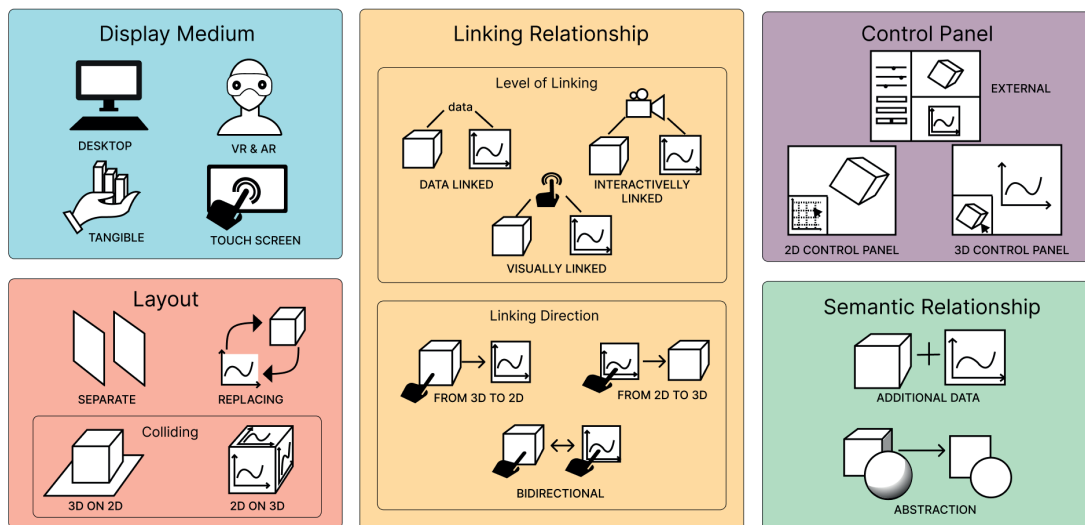 Display Medium
DESKTOP
VR & AR
TANGIBLE
TOUCH SCREEN
Layout
SEPARATE
REPLACING
Colliding
3D ON 2D
2D ON 3D
Linking Relationship
Level of Linking
data
DATA LINKED
INTERACTIVELLY
LINKED
VISUALLY LINKED
Linking Direction
FROM 3D TO 2D
FROM 2D TO 3D
BIDIRECTIONAL
Control Panel
EXTERNAL
2D CONTROL PANEL
3D CONTROL PANEL
Semantic Relationship
ADDITIONAL DATA
ABSTRACTION